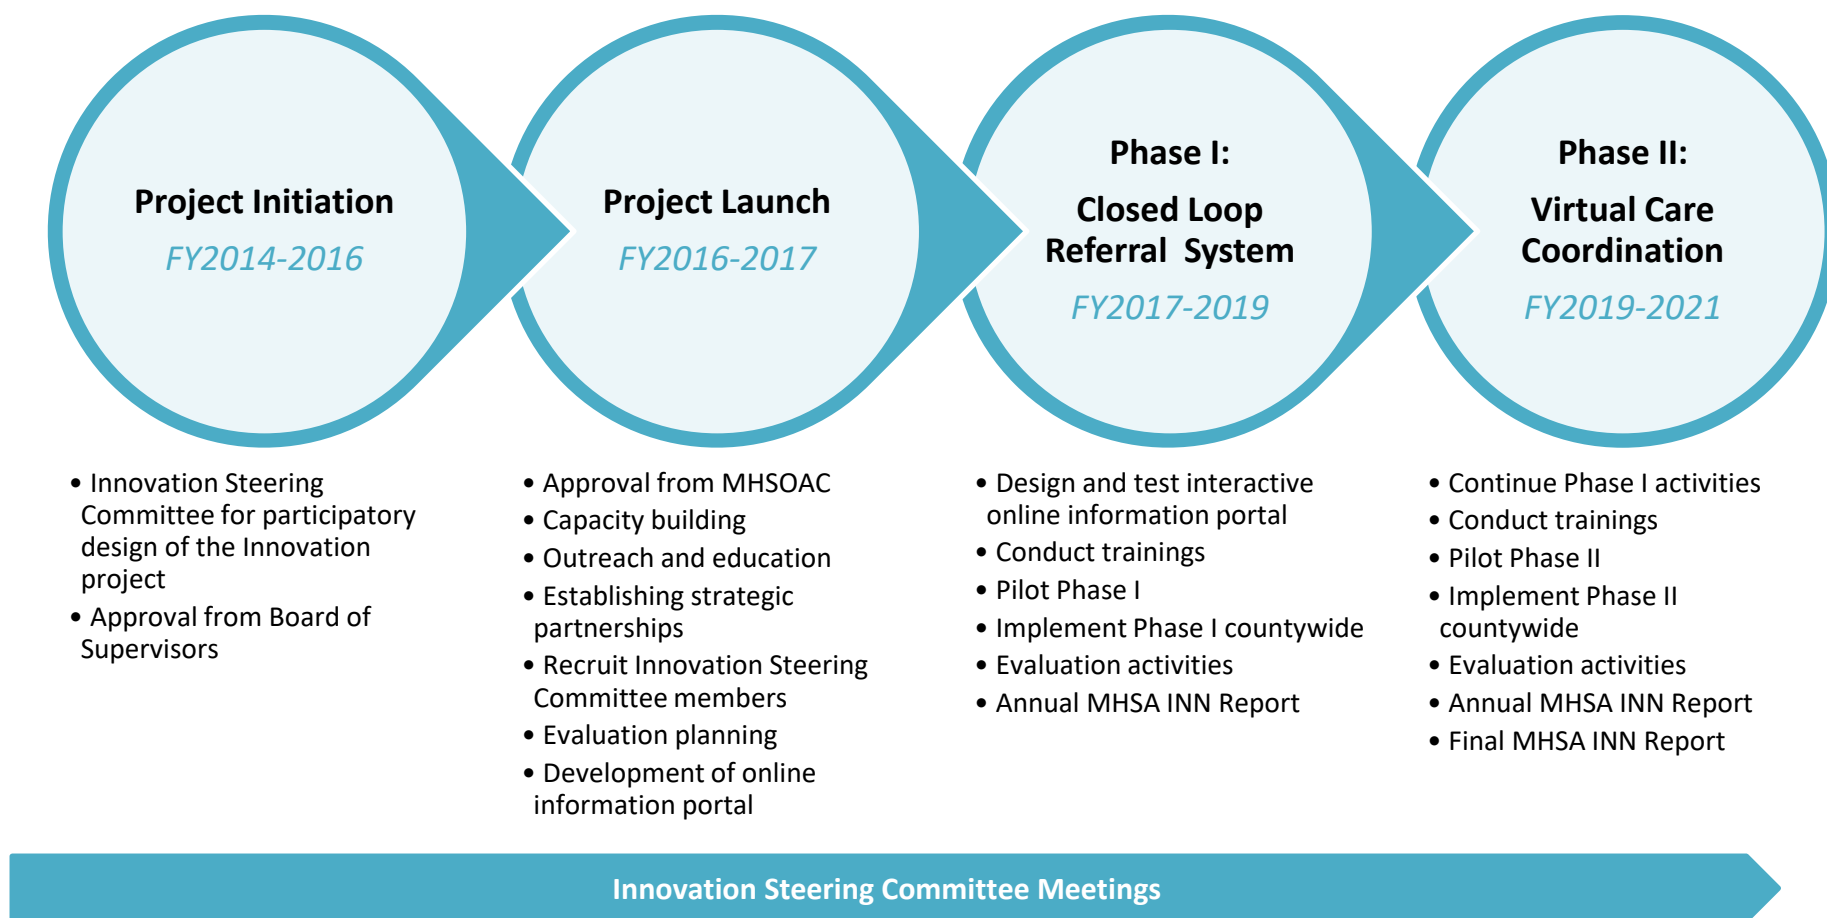 Project Initiation
FY2014-2016
• Innovation Steering
Committee for participatory
design of the Innovation
project
• Approval from Board of
Supervisors
Project Launch
FY2016-2017
• Approval from MHSOAC
• Capacity building
• Outreach and education
• Establishing strategic
partnerships
• Recruit Innovation Steering
Committee members
• Evaluation planning
• Development of online
information portal
Phase I:
Closed Loop
Referral System
FY2017-2019
• Design and test interactive
online information portal
• Conduct trainings
• Pilot Phase I
• Implement Phase I countywide
• Evaluation activities
• Annual MHSA INN Report
Phase II:
Virtual Care
Coordination
FY2019-2021
• Continue Phase I activities
• Conduct trainings
• Pilot Phase II
• Implement Phase II
countywide
• Evaluation activities
• Annual MHSA INN Report
• Final MHSA INN Report
Innovation Steering Committee Meetings